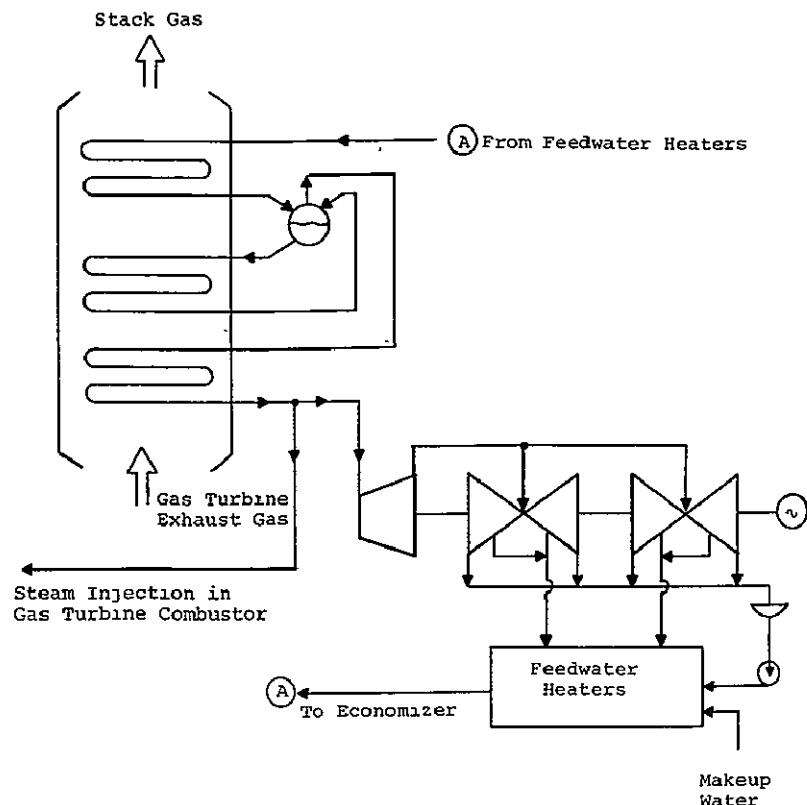 Stack Gas
A From Feedwater Heaters
Gas Turbine
Exhaust Gas
Steam Injection in
Gas Turbine Combustor
Feedwater
Heaters
A
To Economizer
Makeup
Water